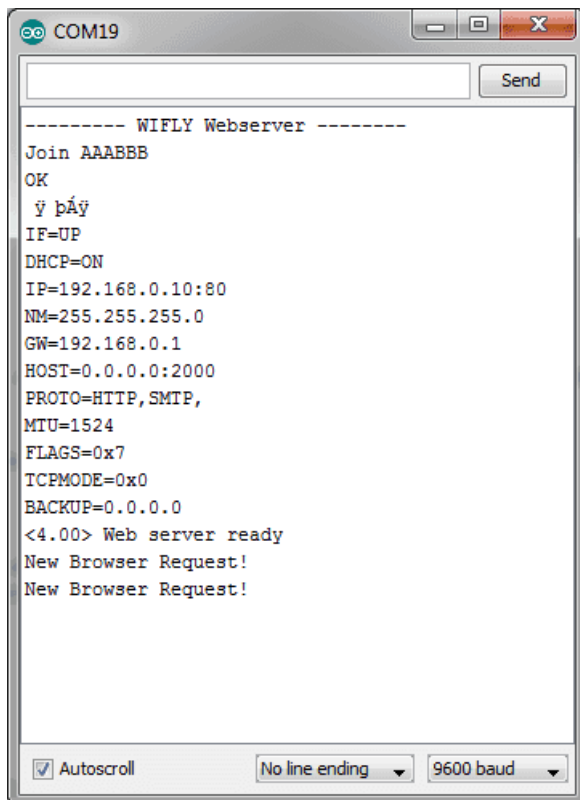 COM19
Send
--------- WIFLY Webserver --------
Join AAABBB
OK
ÿ þÁÿ
IF=UP
DHCP=ON
IP=192.168.0.10:80
NM=255.255.255.0
GW=192.168.0.1
HOST=0.0.0.0:2000
PROTO=HTTP,SMTP,
MTU=1524
FLAGS=0x7
TCPMODE=0x0
BACKUP=0.0.0.0
<4.00> Web server ready
New Browser Request!
New Browser Request!
Autoscroll No line ending 9600 baud